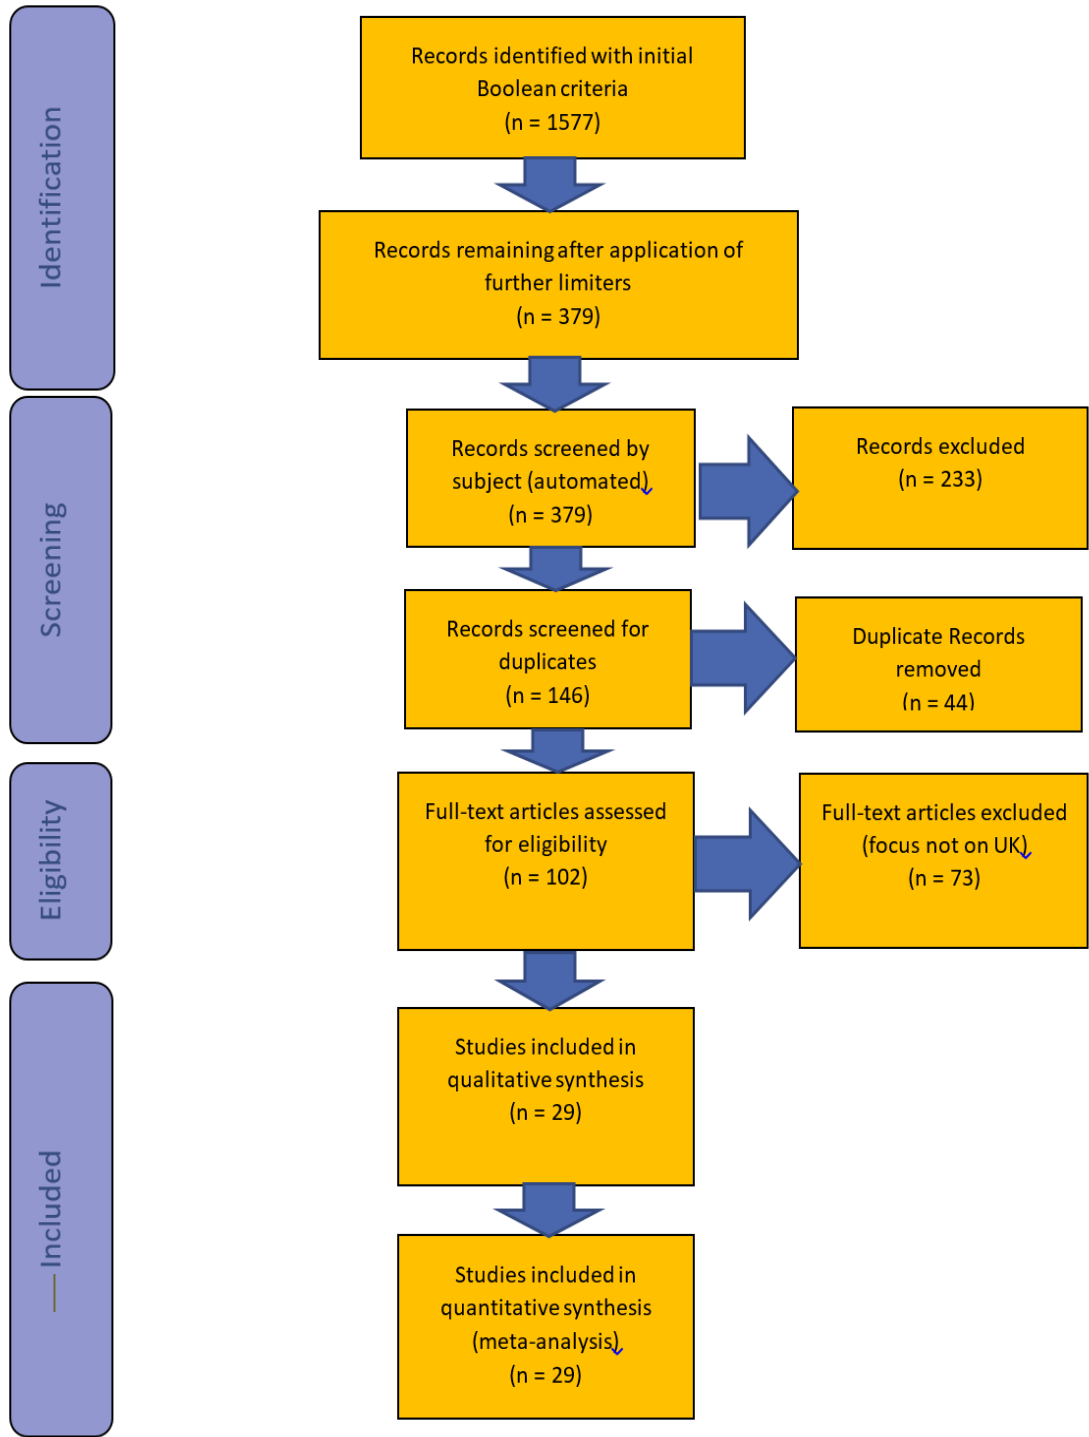 Identification
Records identified with initial
Boolean criteria
(n = 1577)
Records remaining after application of
further limiters
(n = 379)
Screening
Records screened by
subject (automated)
(n = 379)
Records excluded
(n = 233)
Records screened for
duplicates
(n = 146)
Duplicate Records
removed
(n = 44)
Eligibility
Full-text articles assessed
for eligibility
(n = 102)
Full-text articles excluded
(focus not on UK)
(n = 73)
Included
Studies included in
qualitative synthesis
(n = 29)
Studies included in
quantitative synthesis
(meta-analysis)
(n = 29)